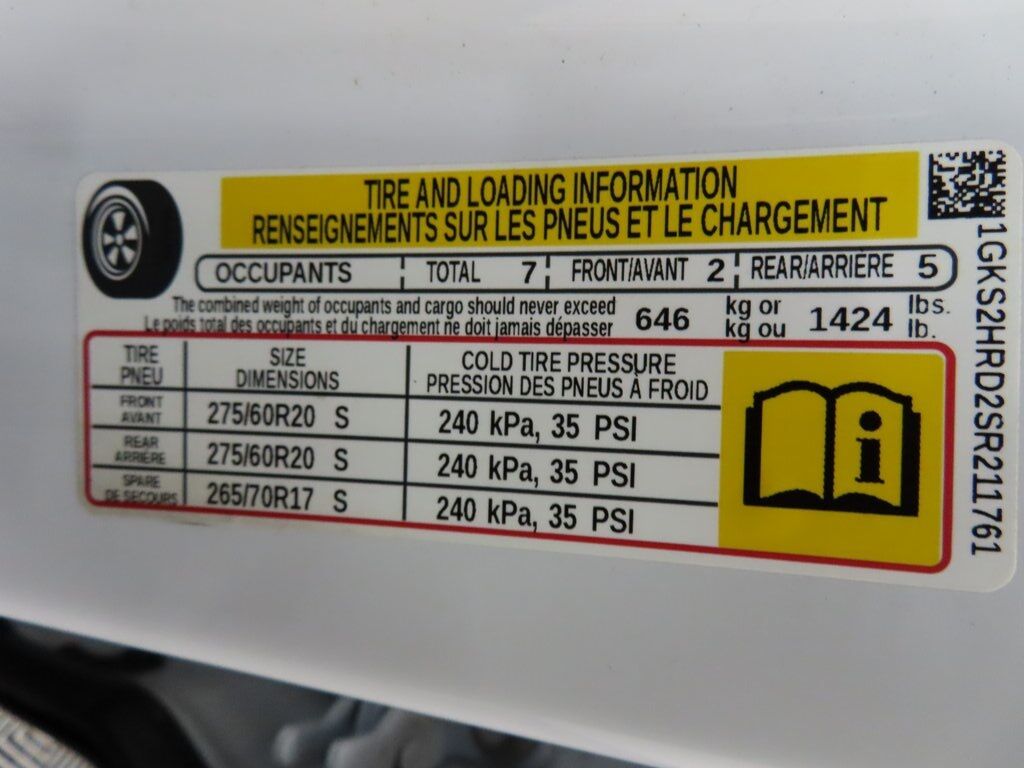 TIRE AND LOADING INFORMATION
RENSEIGNEMENTS SUR LES PNEUS ET LE CHARGEMENT
OCCUPANTS TOTAL 7 FRONT/AVANT 2 REAR/ARRIÈRE 5
The combined weight of occupants and cargo should never exceed 646 kg or 1424 lbs.
Le poids total des occupants et du chargement ne doit jamais dépasser kg ou lb.
TIRE SIZE COLD TIRE PRESSURE
PNEU DIMENSIONS PRESSION DES PNEUS À FROID
FRONT AVANT 275/60R20 S 240 kPa, 35 PSI
REAR ARRIÈRE 275/60R20 S 240 kPa, 35 PSI
SPARE DE SECOURS 265/70R17 S 240 kPa, 35 PSI
i
1GKS2HRD2SR211761